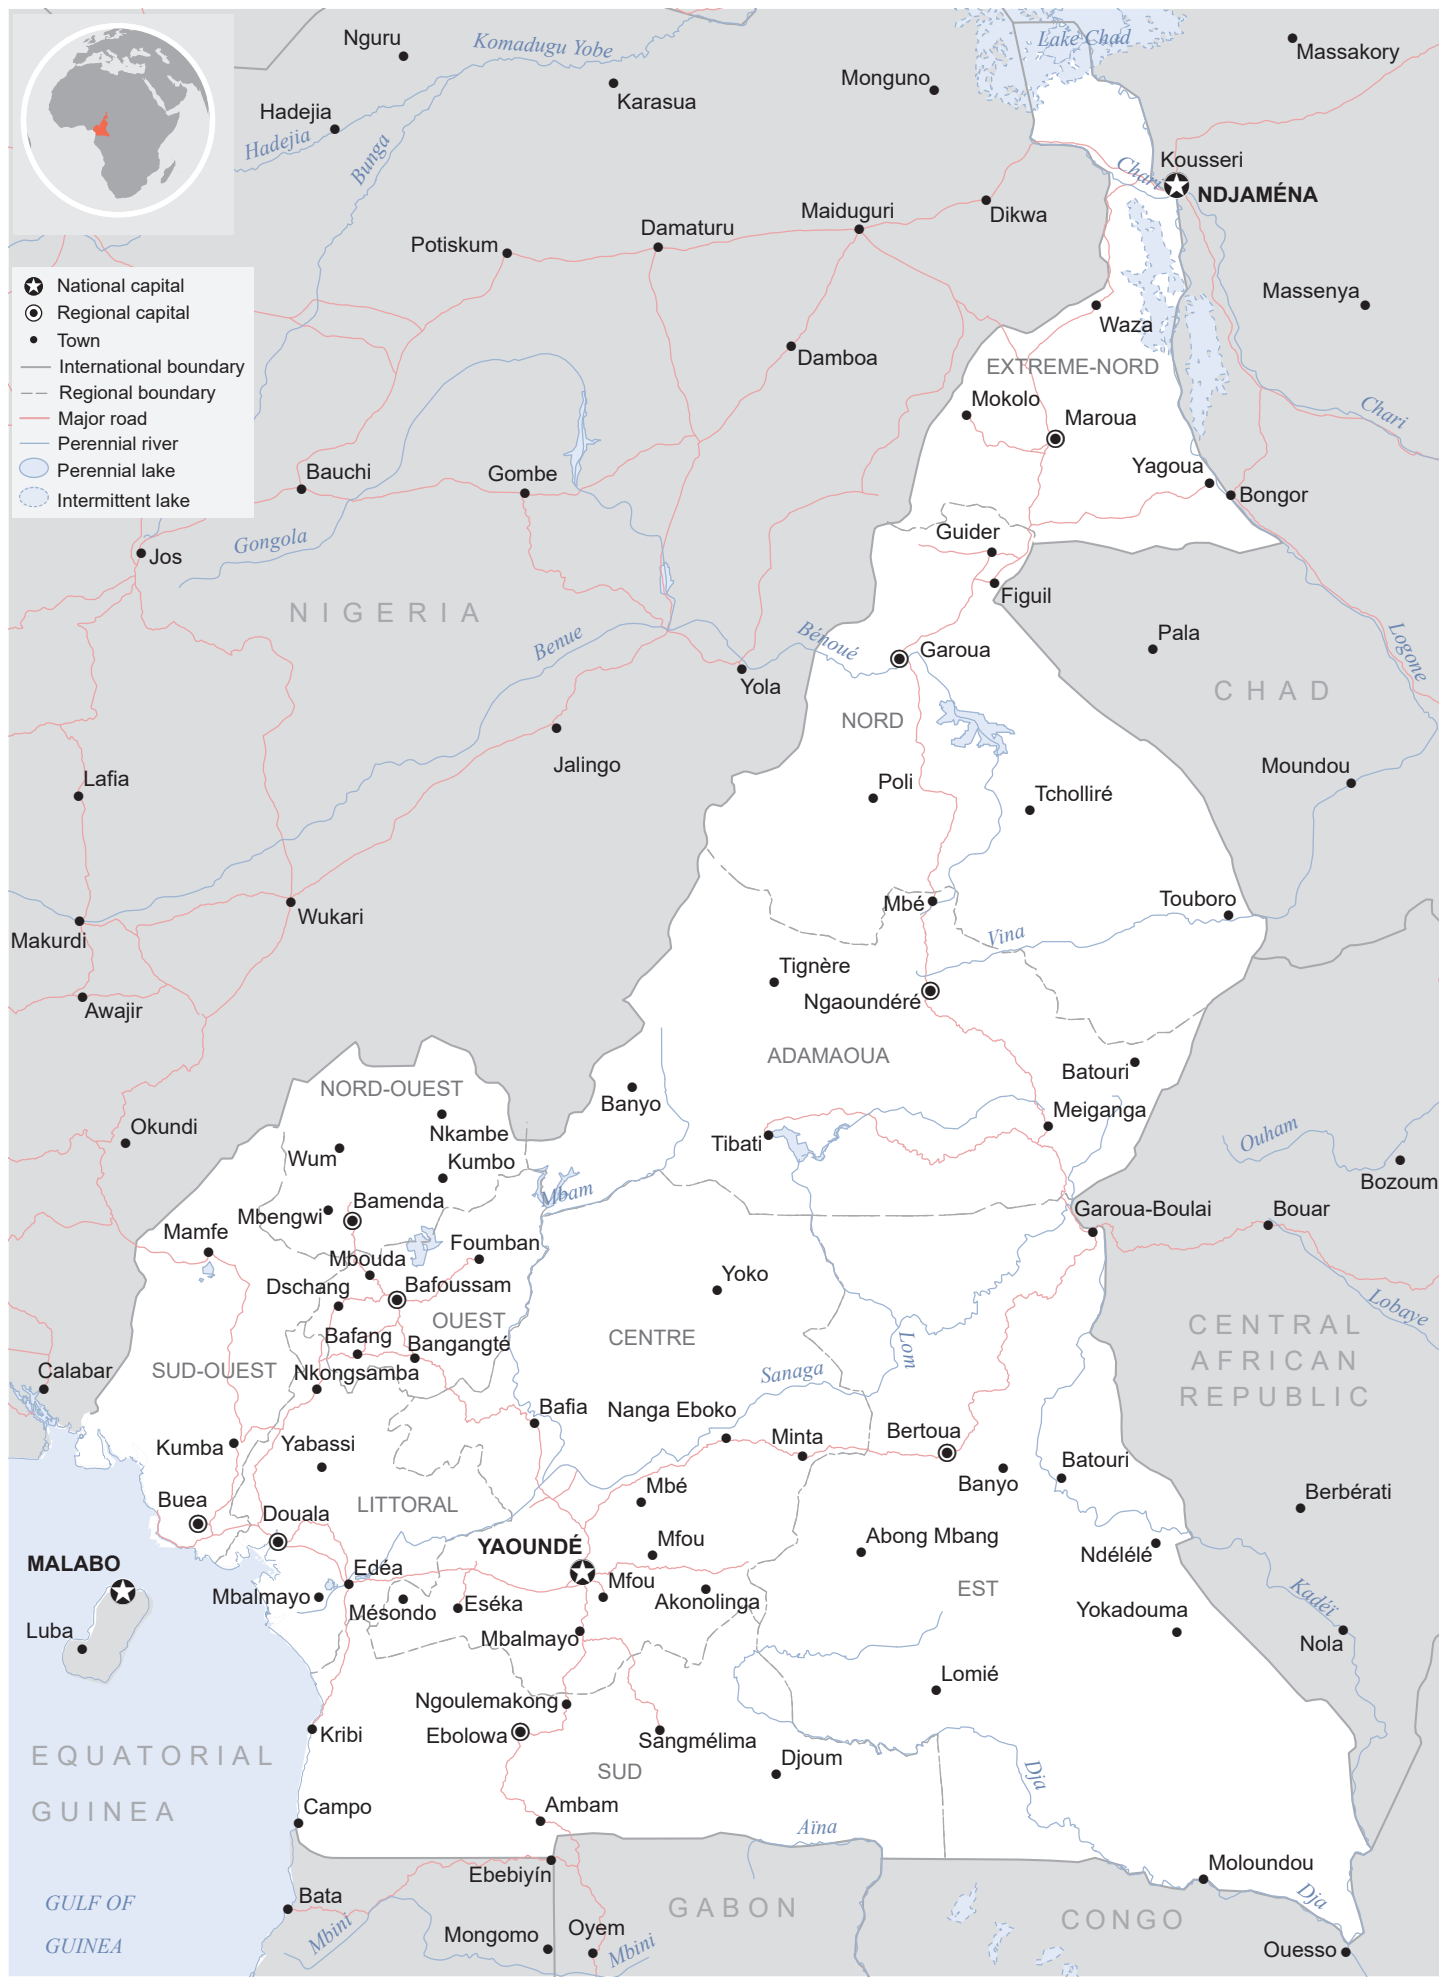 Nguru
Komadugu Yobe
Lake Chad
Massakory
Monguno
Karasua
Hadejia
Hadejia
Bunga
Kousseri
Chari
NDJAMÉNA
Maiduguri
Dikwa
Damaturu
Potiskum
National capital
Regional capital
Town
International boundary
Regional boundary
Major road
Perennial river
Perennial lake
Intermittent lake
Massenya
Waza
Damboa
EXTREME-NORD
Mokolo
Maroua
Chari
Yagoua
Bongor
Bauchi
Gombe
Gongola
Jos
Guider
Figuil
NIGERIA
Benue
Bénoué
Garoua
Pala
Logone
Yola
CHAD
NORD
Jalingo
Moundou
Lafia
Poli
Tcholliré
Mbé
Touboro
Wukari
Makurdi
Vina
Tignère
Ngaoundéré
Awajir
ADAMAOUA
Batouri
NORD-OUEST
Banyo
Meiganga
Okundi
Nkambe
Tibati
Ouham
Wum
Kumbo
Bozoum
Mbam
Bamenda
Mbengwi
Garoua-Boulai
Bouar
Mamfe
Foumban
Mbouda
Yoko
Dschang
Bafoussam
Lobaye
OUEST
CENTRE
Lom
CENTRAL
AFRICAN
REPUBLIC
Bafang
Bangangté
Calabar
SUD-OUEST
Nkongsamba
Sanaga
Bafia
Nanga Eboko
Kumba
Yabassi
Minta
Bertoua
Batouri
Banyo
Mbé
Buea
Douala
LITTORAL
Berbérati
YAOUNDÉ
Mfou
Abong Mbang
Ndélélé
MALABO
Edéa
Mbalmayo
Mésondo
Eséka
Mfou
Akonolinga
EST
Kadéï
Yokadouma
Luba
Mbalmayo
Nola
Lomié
Ngoulemakong
Kribi
Ebolowa
Sangmélima
EQUATORIAL
GUINEA
SUD
Djoum
Dja
Campo
Ambam
Aïna
Ebebiyín
Moloundou
Dja
Bata
GULF OF
GUINEA
Mbini
Mongomo
Oyem
Mbini
GABON
CONGO
Ouesso